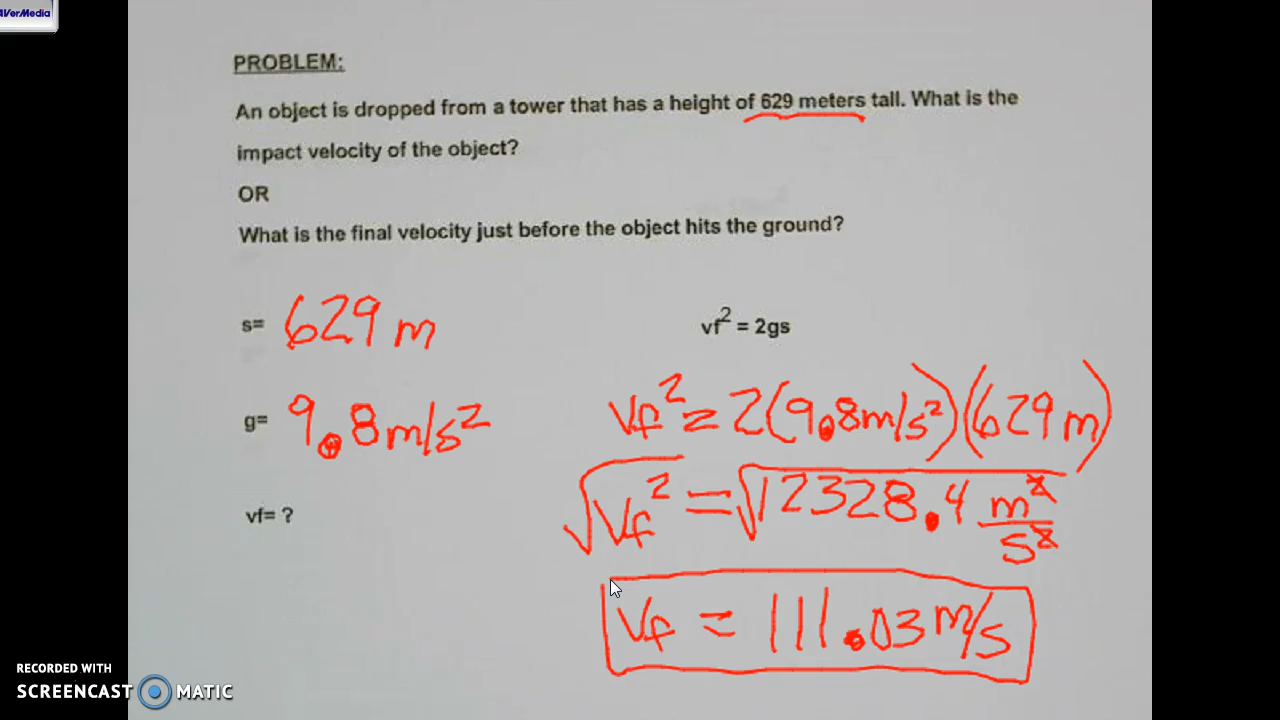 AVerMedia
PROBLEM:
An object is dropped from a tower that has a height of 629 meters tall. What is the
impact velocity of the object?
OR
What is the final velocity just before the object hits the ground?
s= 629 m
vf² = 2gs
g= 9.8 m/s²
vf² = 2(9.8m/s²)(629 m)
√vf² = √12328.4 m²/s²
vf= ?
vf = 111.03 m/s
RECORDED WITH
SCREENCAST MATIC